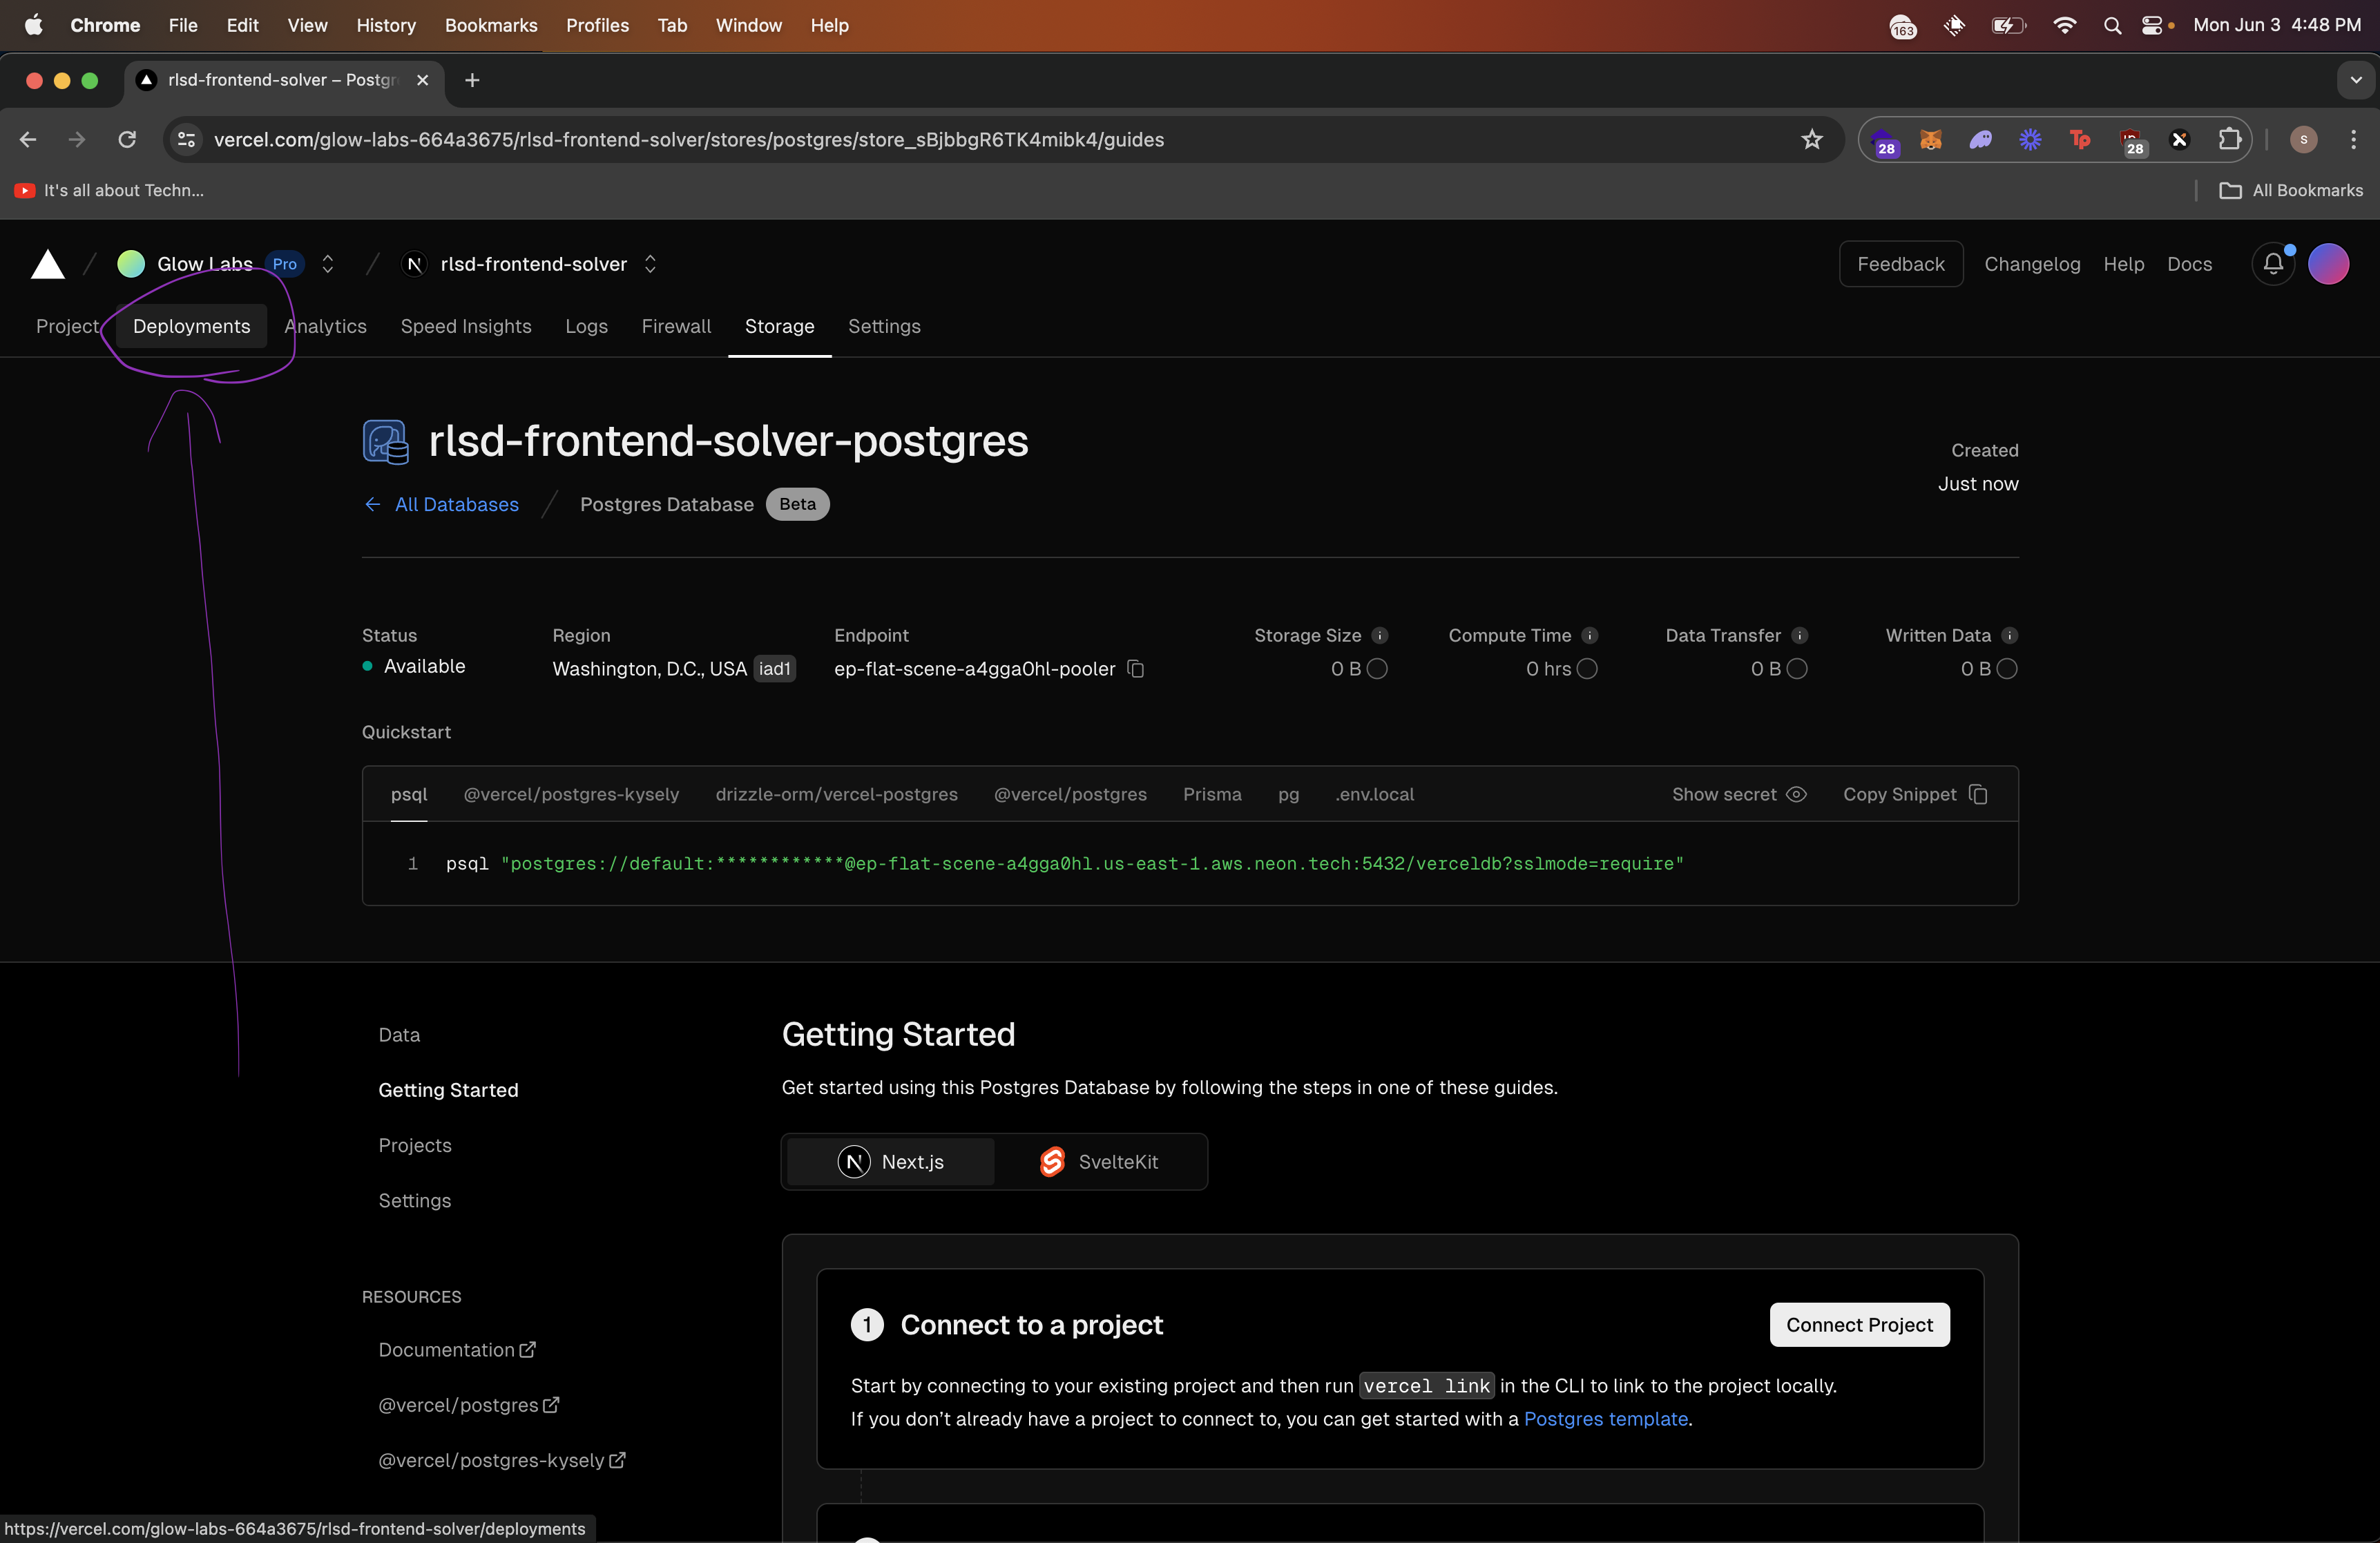 Chrome File Edit View History Bookmarks Profiles Tab Window Help 163 Mon Jun 3 4:48 PM
rlsd-frontend-solver – Postgr
vercel.com/glow-labs-664a3675/rlsd-frontend-solver/stores/postgres/store_sBjbbgR6TK4mibk4/guides 28 Tp 28 S
It's all about Techn... All Bookmarks
Glow Labs Pro N rlsd-frontend-solver Feedback Changelog Help Docs
Project Deployments Analytics Speed Insights Logs Firewall Storage Settings
rlsd-frontend-solver-postgres
Created
Just now
← All Databases / Postgres Database Beta
Status Region Endpoint Storage Size Compute Time Data Transfer Written Data
Available Washington, D.C., USA iad1 ep-flat-scene-a4gga0hl-pooler 0 B 0 hrs 0 B 0 B
Quickstart
psql @vercel/postgres-kysely drizzle-orm/vercel-postgres @vercel/postgres Prisma pg .env.local Show secret Copy Snippet
1 psql "postgres://default:************@ep-flat-scene-a4gga0hl.us-east-1.aws.neon.tech:5432/verceldb?sslmode=require"
Data
Getting Started
Projects
Settings
RESOURCES
Documentation
@vercel/postgres
@vercel/postgres-kysely
Getting Started
Get started using this Postgres Database by following the steps in one of these guides.
N Next.js SvelteKit
1 Connect to a project Connect Project
Start by connecting to your existing project and then run vercel link in the CLI to link to the project locally.
If you don't already have a project to connect to, you can get started with a Postgres template.
https://vercel.com/glow-labs-664a3675/rlsd-frontend-solver/deployments